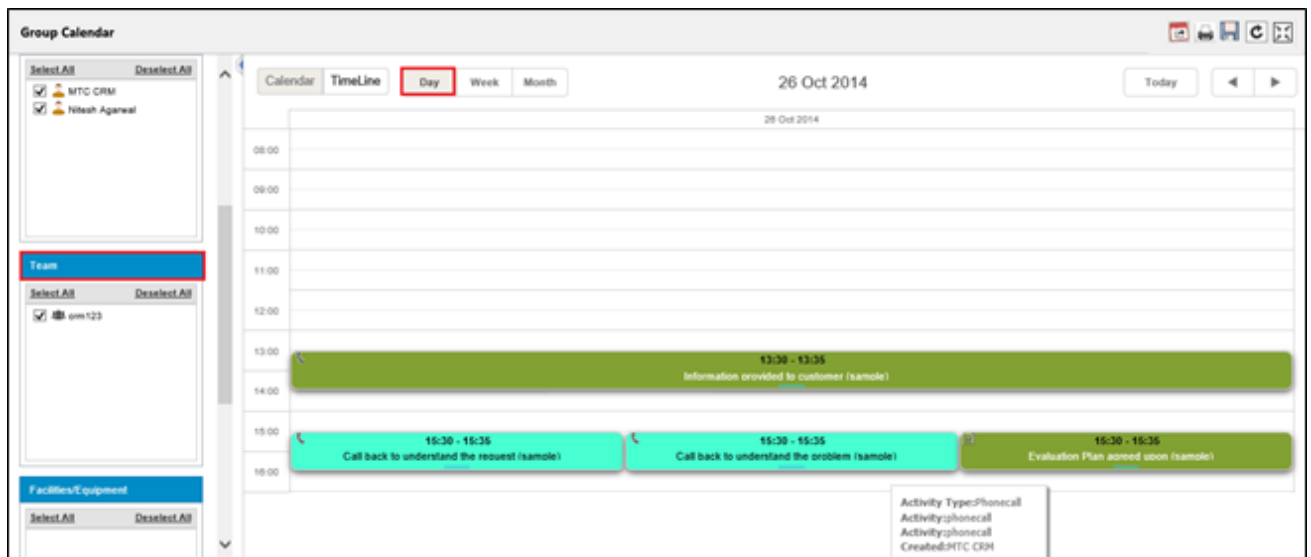 Group Calendar
Select All Deselect All
MTC CRM
Nitesh Agarwal
Team
Select All Deselect All
crm123
Facilities/Equipment
Select All Deselect All
Calendar TimeLine Day Week Month
26 Oct 2014
Today
26 Oct 2014
08:00
09:00
10:00
11:00
12:00
13:00
13:30 - 13:35
Information provided to customer (sample)
14:00
15:00
15:30 - 15:35
Call back to understand the request (sample)
15:30 - 15:35
Call back to understand the problem (sample)
15:30 - 15:35
Evaluation Plan agreed upon (sample)
16:00
Activity Type:Phonecall
Activity:phonecall
Activity:phonecall
Created:MTC CRM